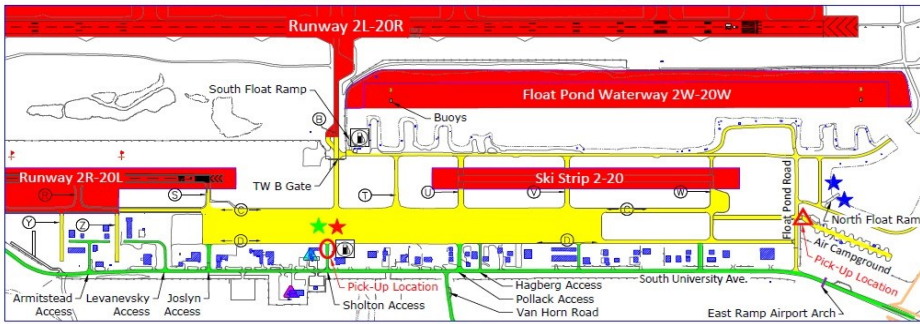 Runway 2L-20R
South Float Ramp
Float Pond Waterway 2W-20W
B
Buoys
TW B Gate
Runway 2R-20L
Ski Strip 2-20
R
S
T
U
V
W
Y
Z
C
C
D
D
Float Pond Road
North Float Ramp
Air Campground
Pick-Up Location
Pick-Up Location
South University Ave.
Armitstead
Access
Levanevsky
Access
Joslyn
Access
Sholton Access
Hagberg Access
Pollack Access
Van Horn Road
East Ramp Airport Arch